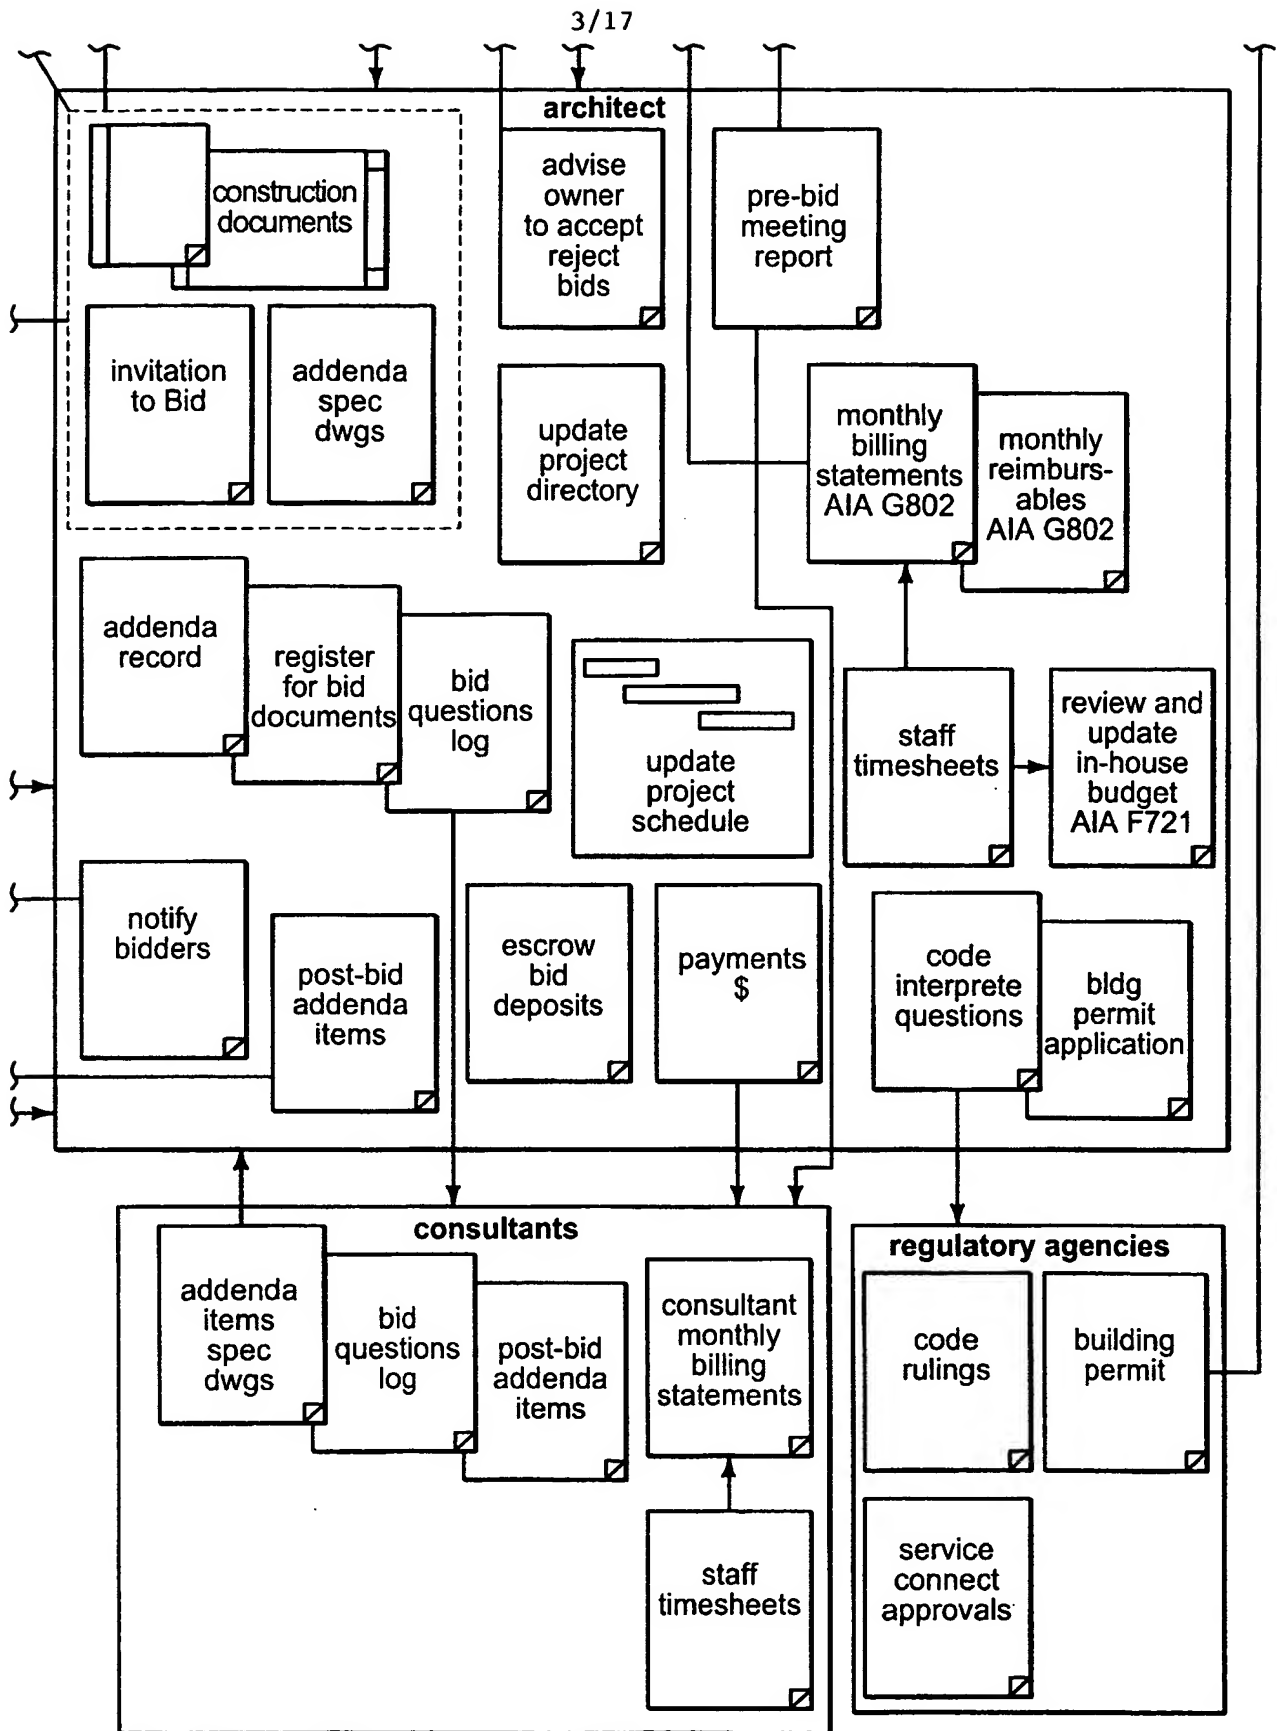 3/17
architect
construction
documents
advise
owner
to accept
reject
bids
pre-bid
meeting
report
invitation
to Bid
addenda
spec
dwgs
update
project
directory
monthly
billing
statements
AIA G802
monthly
reimburs-
ables
AIA G802
addenda
record
register
for bid
documents
bid
questions
log
update
project
schedule
staff
timesheets
review and
update
in-house
budget
AIA F721
notify
bidders
post-bid
addenda
items
escrow
bid
deposits
payments
$
code
interprete
questions
bldg
permit
application
consultants
addenda
items
spec
dwgs
bid
questions
log
post-bid
addenda
items
consultant
monthly
billing
statements
staff
timesheets
regulatory agencies
code
rulings
building
permit
service
connect
approvals